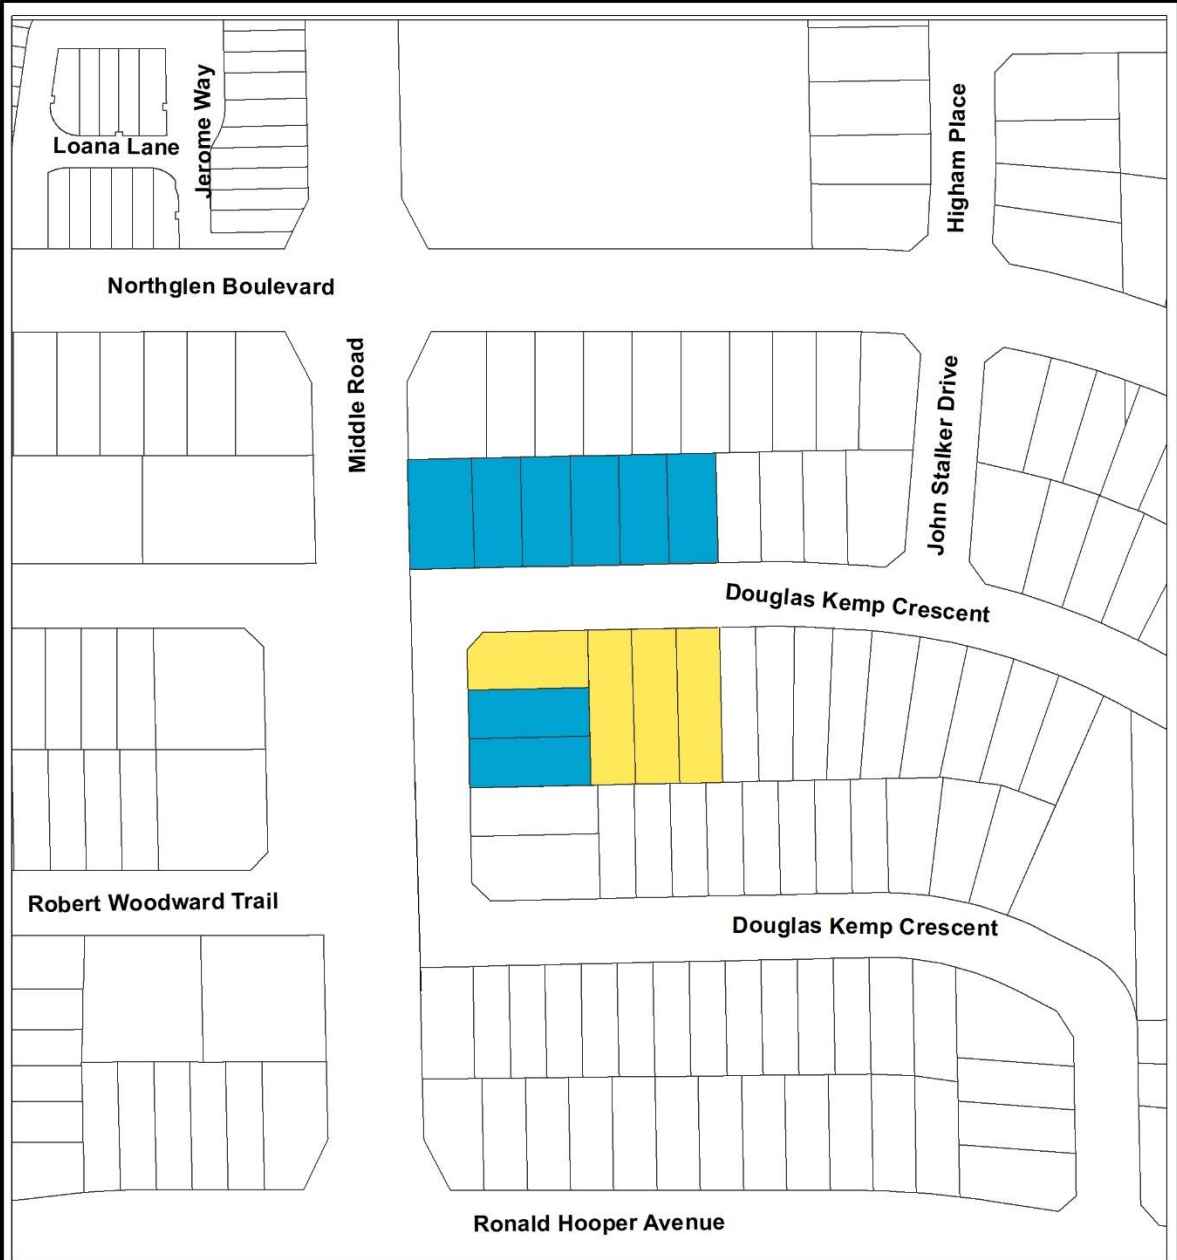 Jerome Way
Loana Lane
Higham Place
Northglen Boulevard
Middle Road
John Stalker Drive
Douglas Kemp Crescent
Robert Woodward Trail
Douglas Kemp Crescent
Ronald Hooper Avenue